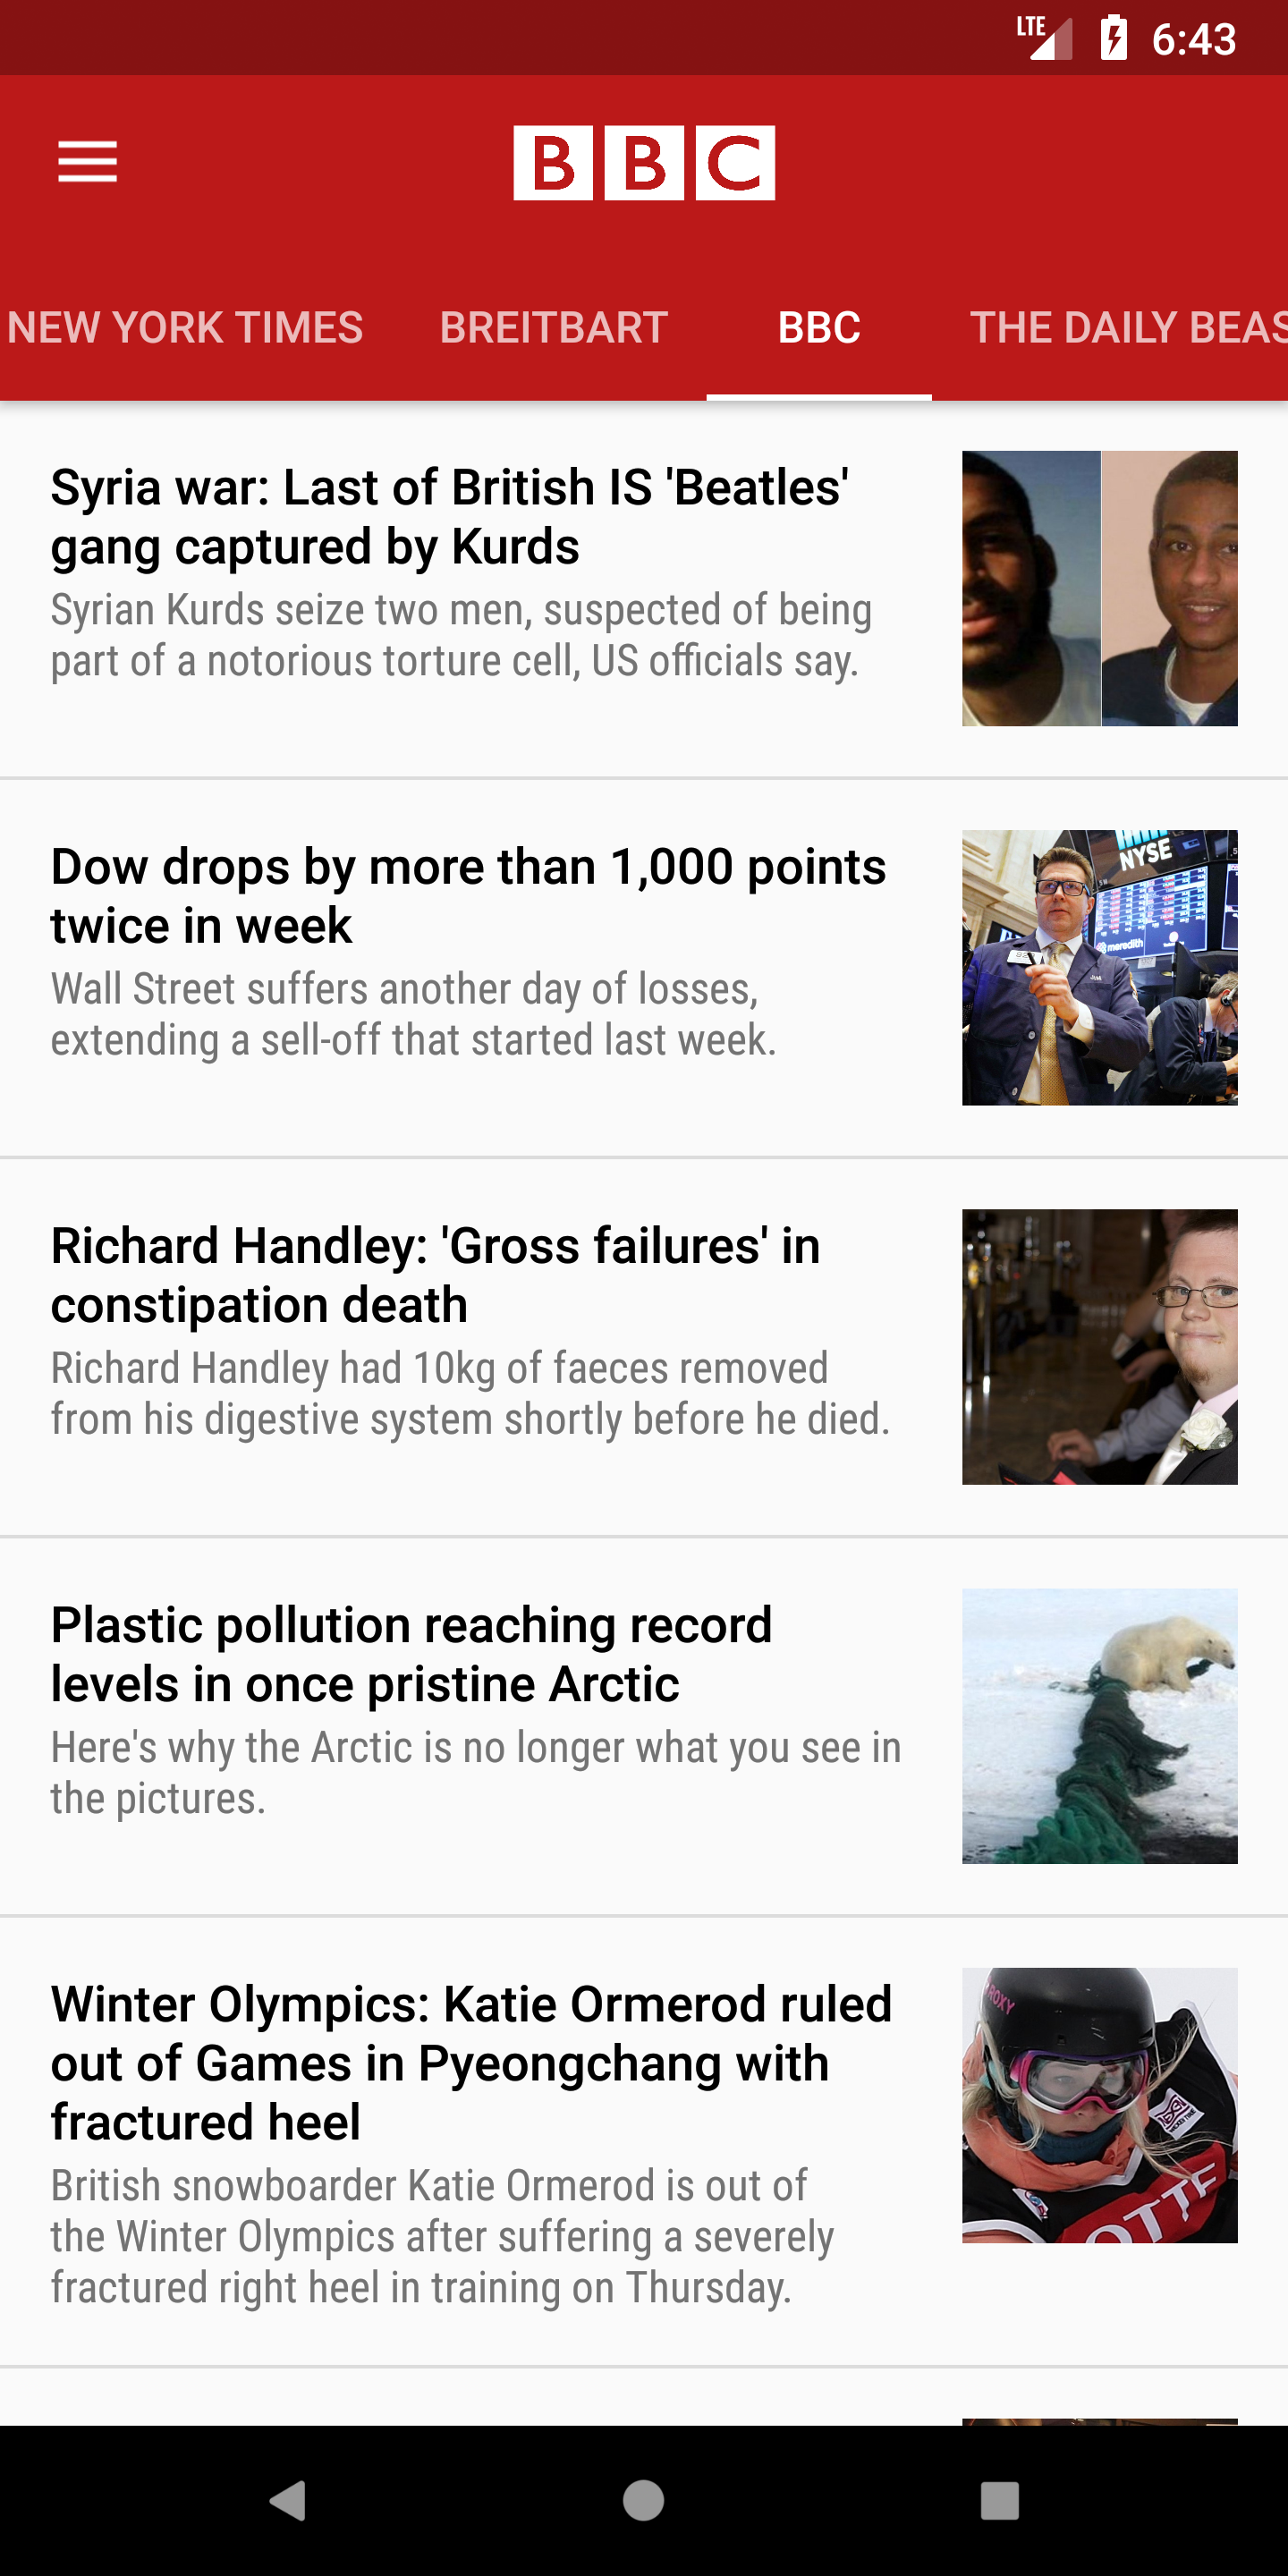 LTE 6:43
BBC
NEW YORK TIMES BREITBART BBC THE DAILY BEAS
Syria war: Last of British IS 'Beatles'
gang captured by Kurds
Syrian Kurds seize two men, suspected of being
part of a notorious torture cell, US officials say.
Dow drops by more than 1,000 points
twice in week
Wall Street suffers another day of losses,
extending a sell-off that started last week.
NYSE
meredith
Richard Handley: 'Gross failures' in
constipation death
Richard Handley had 10kg of faeces removed
from his digestive system shortly before he died.
Plastic pollution reaching record
levels in once pristine Arctic
Here's why the Arctic is no longer what you see in
the pictures.
Winter Olympics: Katie Ormerod ruled
out of Games in Pyeongchang with
fractured heel
British snowboarder Katie Ormerod is out of
the Winter Olympics after suffering a severely
fractured right heel in training on Thursday.
ROXY